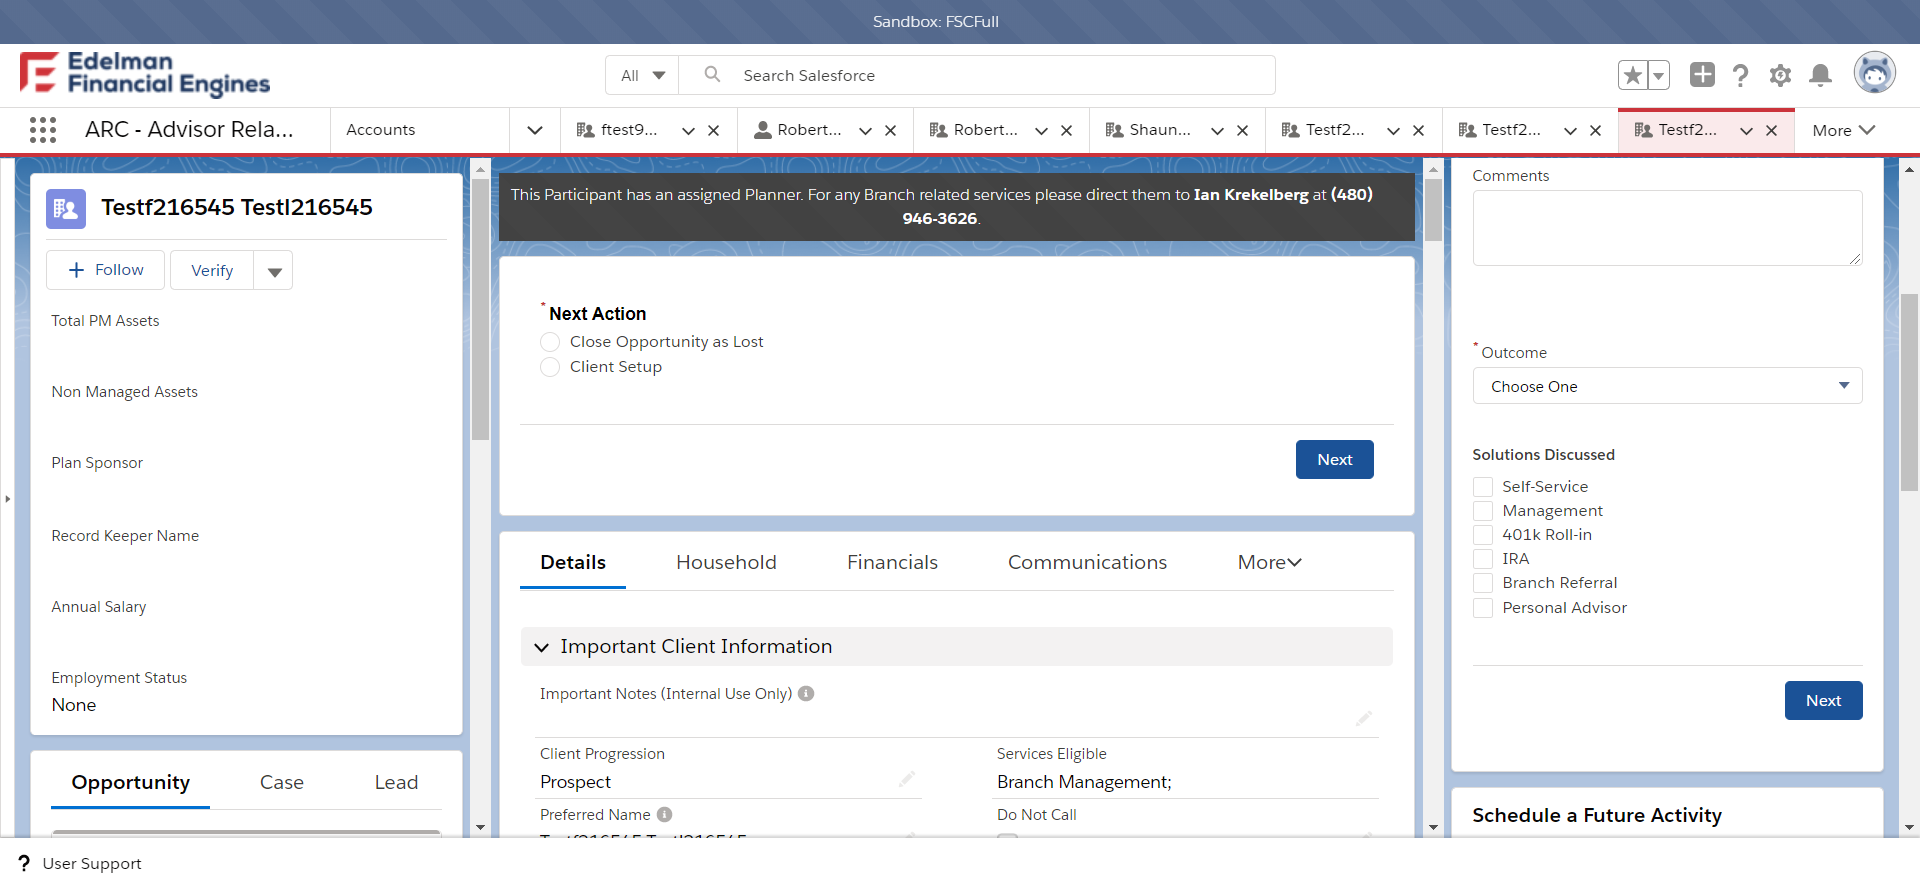 Sandbox: FSCFull
Edelman
Financial Engines
All
Search Salesforce
ARC - Advisor Rela...
Accounts
ftest9...
Robert...
Robert...
Shaun...
Testf2...
Testf2...
Testf2...
More
Testf216545 Testl216545
Follow
Verify
Total PM Assets
Non Managed Assets
Plan Sponsor
Record Keeper Name
Annual Salary
Employment Status
None
Opportunity
Case
Lead
This Participant has an assigned Planner. For any Branch related services please direct them to Ian Krekelberg at (480)
946-3626.
* Next Action
Close Opportunity as Lost
Client Setup
Next
Details
Household
Financials
Communications
More
Important Client Information
Important Notes (Internal Use Only)
Client Progression
Prospect
Services Eligible
Branch Management;
Preferred Name
Testf216545 Testl216545
Do Not Call
Comments
* Outcome
Choose One
Solutions Discussed
Self-Service
Management
401k Roll-in
IRA
Branch Referral
Personal Advisor
Next
Schedule a Future Activity
? User Support